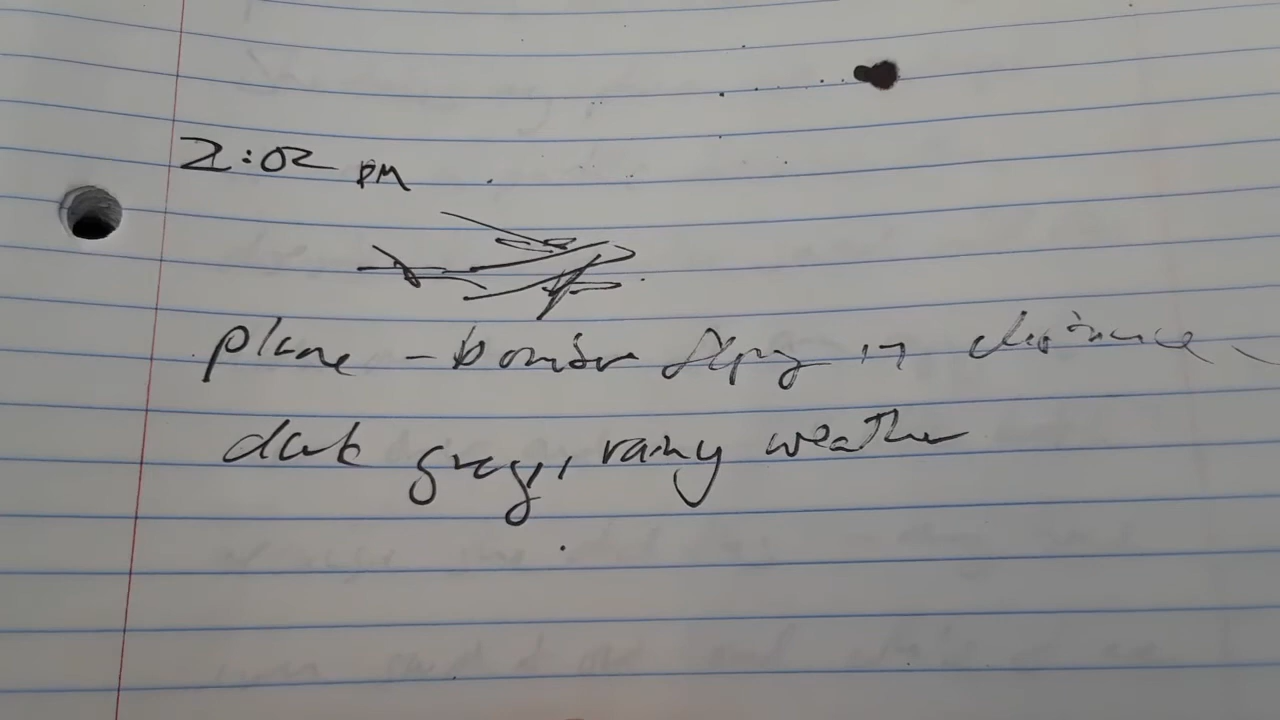 2:02 PM
plane - bomber flying in distance
dark grey, rainy weather